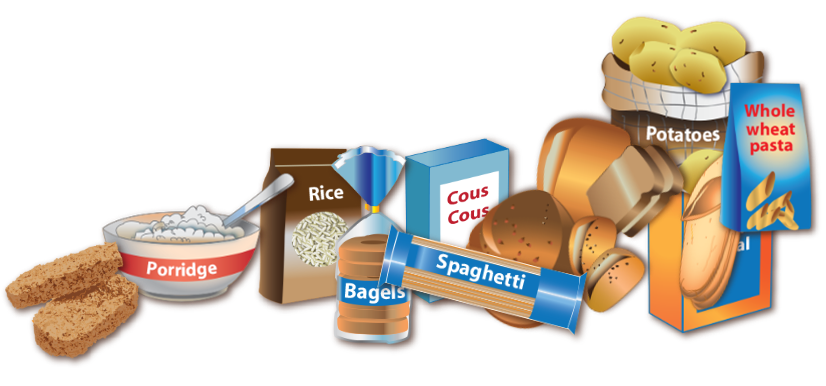 Porridge
Rice
Bagels
Cous
Cous
Spaghetti
Potatoes
Whole
wheat
pasta